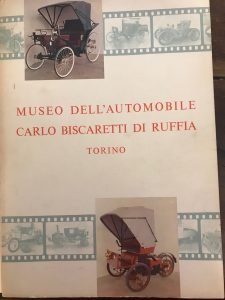 MUSEO DELL'AUTOMOBILE
CARLO BISCARETTI DI RUFFIA
TORINO